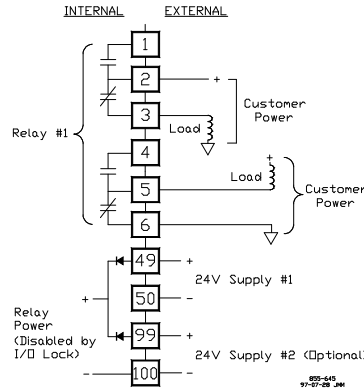 INTERNAL EXTERNAL
1
2 +
Customer
Power
3
Load
Relay #1
4
+
Load
5
Customer
Power
6
49 +
24V Supply #1
50 -
+
Relay
Power
(Disabled by
I/O Lock)
99 +
24V Supply #2 (Optional)
- 100 -
855-645
97-07-28 JMM